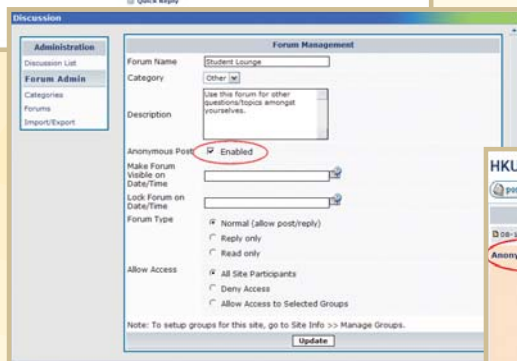 Quick Reply
Discussion
Administration
Discussion List
Forum Admin
Categories
Forums
Import/Export
Forum Management
Forum Name
Student Lounge
Category
Other
Description
Use this forum for other
questions/topics amongst
yourselves.
Anonymous Post
Enabled
Make Forum
Visible on
Date/Time
Lock Forum on
Date/Time
Forum Type
Normal (allow post/reply)
Reply only
Read only
Allow Access
All Site Participants
Deny Access
Allow Access to Selected Groups
Note: To setup groups for this site, go to Site Info >> Manage Groups.
Update
HKU
po
08-1
Anony